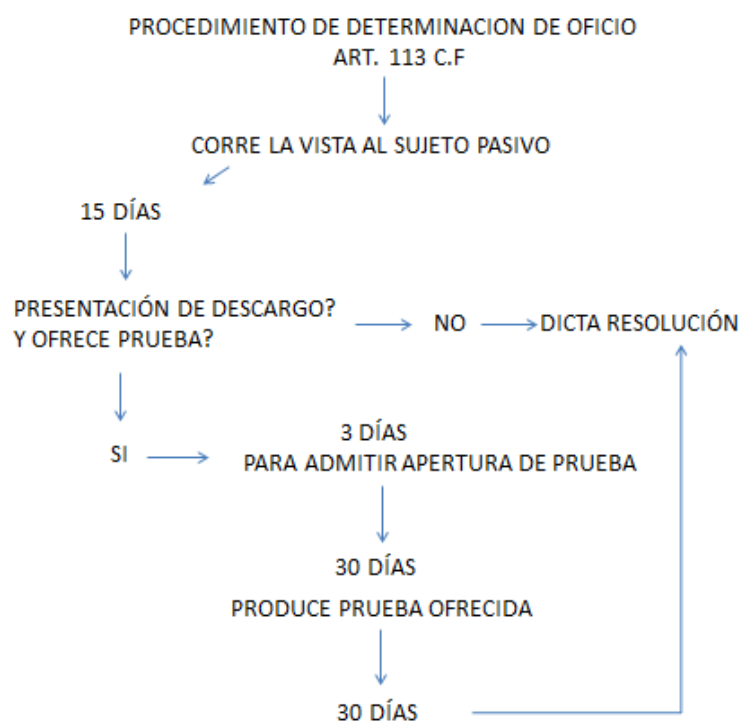 PROCEDIMIENTO DE DETERMINACION DE OFICIO
ART. 113 C.F
CORRE LA VISTA AL SUJETO PASIVO
15 DÍAS
PRESENTACIÓN DE DESCARGO?
Y OFRECE PRUEBA?
NO
DICTA RESOLUCIÓN
SI
3 DÍAS
PARA ADMITIR APERTURA DE PRUEBA
30 DÍAS
PRODUCE PRUEBA OFRECIDA
30 DÍAS